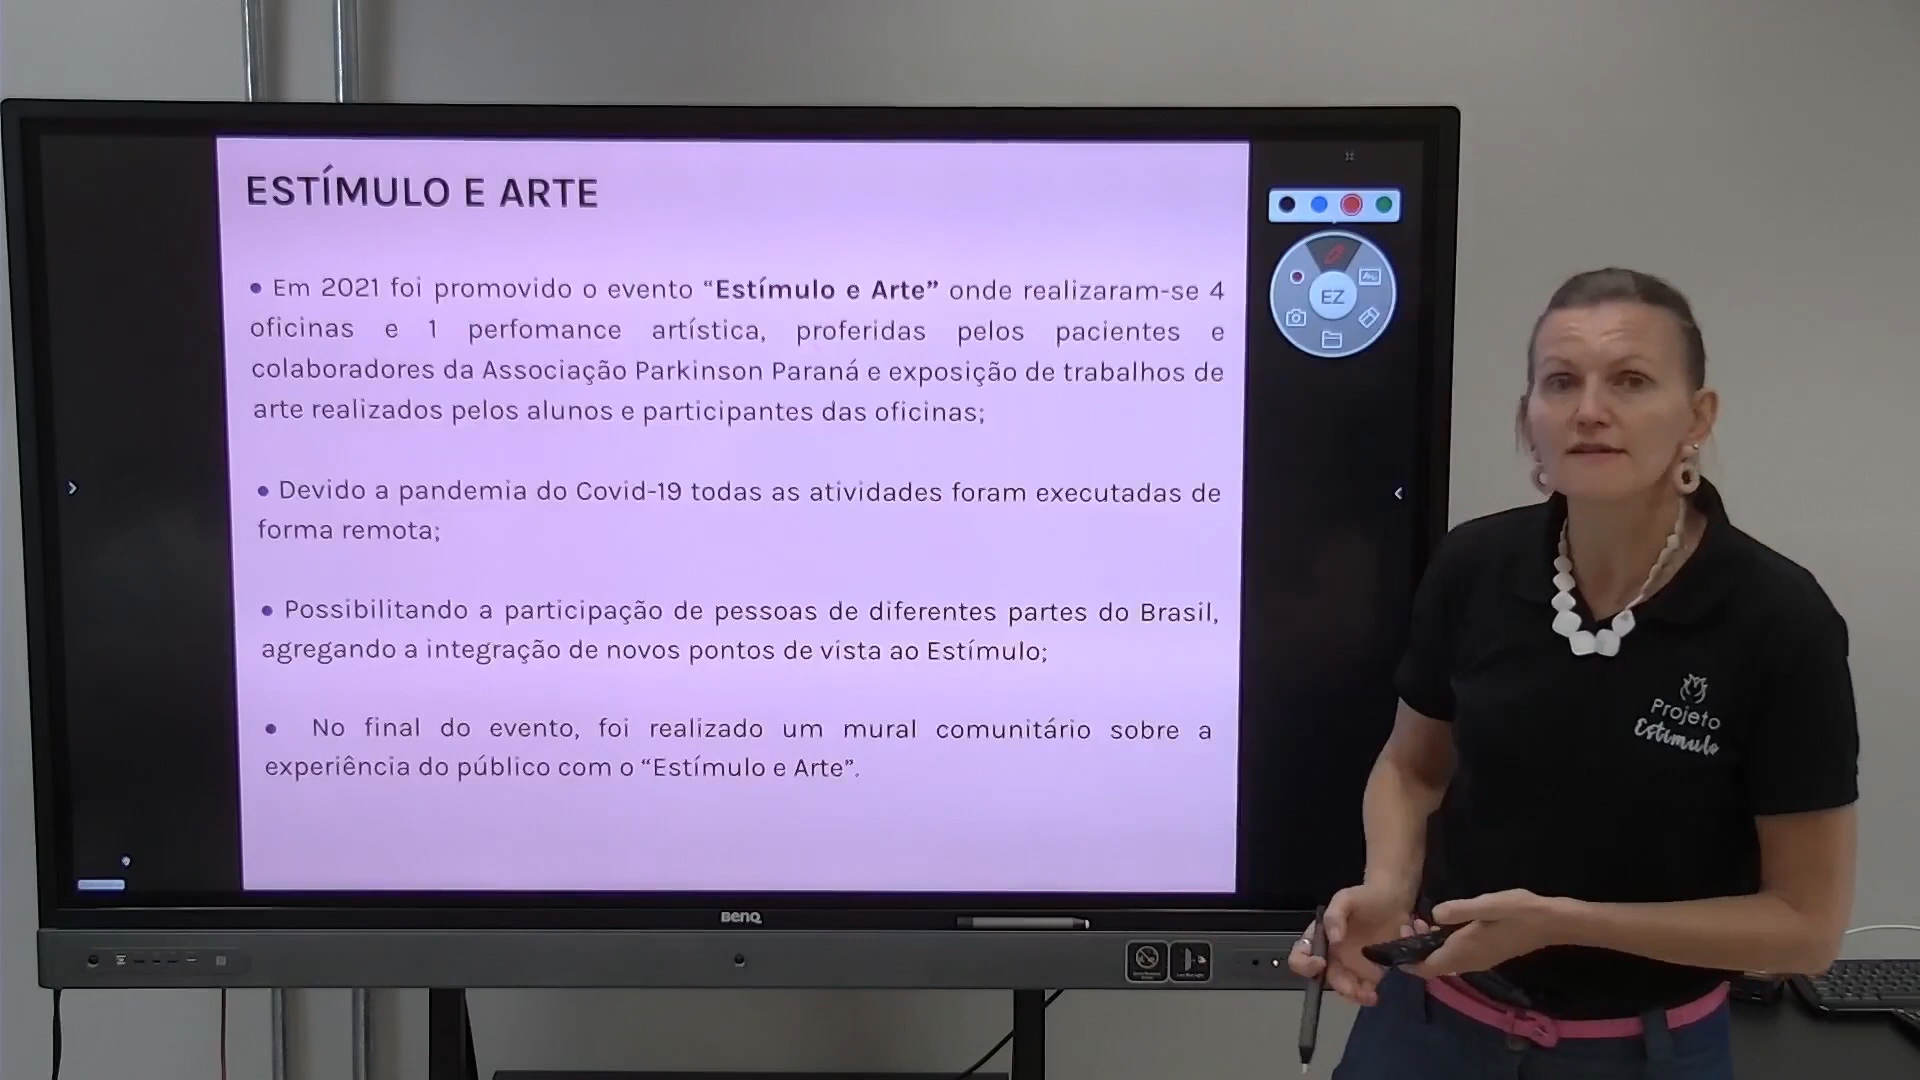 ESTÍMULO E ARTE
• Em 2021 foi promovido o evento “Estímulo e Arte” onde realizaram-se 4
oficinas e 1 perfomance artística, proferidas pelos pacientes e
colaboradores da Associação Parkinson Paraná e exposição de trabalhos de
arte realizados pelos alunos e participantes das oficinas;
• Devido a pandemia do Covid-19 todas as atividades foram executadas de
forma remota;
• Possibilitando a participação de pessoas de diferentes partes do Brasil,
agregando a integração de novos pontos de vista ao Estímulo;
• No final do evento, foi realizado um mural comunitário sobre a
experiência do público com o “Estímulo e Arte”.
EZ
BenQ
Projeto
Estímulo